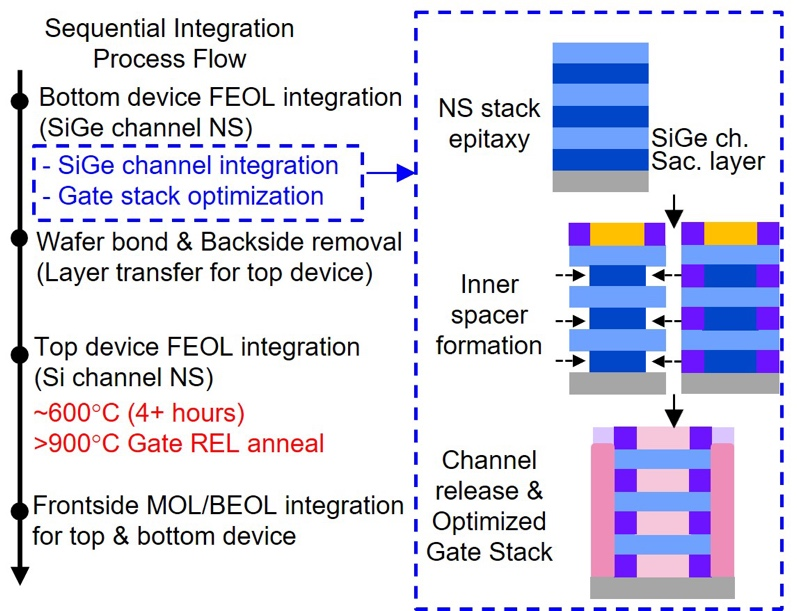 Sequential Integration
Process Flow
Bottom device FEOL integration
(SiGe channel NS)
- SiGe channel integration
- Gate stack optimization
Wafer bond & Backside removal
(Layer transfer for top device)
Top device FEOL integration
(Si channel NS)
~600°C (4+ hours)
>900°C Gate REL anneal
Frontside MOL/BEOL integration
for top & bottom device
NS stack
epitaxy
SiGe ch.
Sac. layer
Inner
spacer
formation
Channel
release &
Optimized
Gate Stack